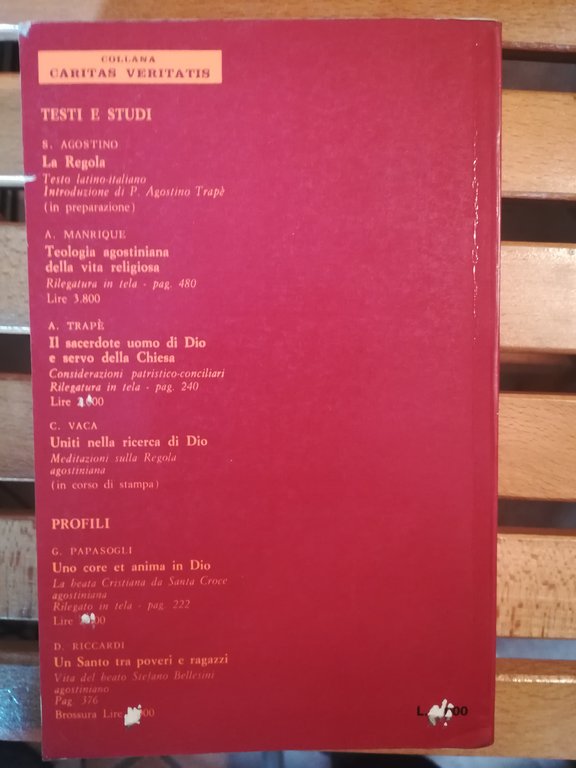 COLLANA
CARITAS VERITATIS
TESTI E STUDI
S. AGOSTINO
La Regola
Testo latino-italiano
Introduzione di P. Agostino Trapè
(in preparazione)
A. MANRIQUE
Teologia agostiniana
della vita religiosa
Rilegatura in tela - pag. 480
Lire 3.800
A. TRAPÈ
Il sacerdote uomo di Dio
e servo della Chiesa
Considerazioni patristico-conciliari
Rilegatura in tela - pag. 240
Lire
C. VACA
Uniti nella ricerca di Dio
Meditazioni sulla Regola
agostiniana
(in corso di stampa)
PROFILI
G. PAPASOGLI
Uno core et anima in Dio
La beata Cristiana da Santa Croce
agostiniana
Rilegato in tela - pag. 222
Lire
D. RICCARDI
Un Santo tra poveri e ragazzi
Vita del beato Stefano Bellesini
agostiniano
Pag. 376
Brossura Lire
L.